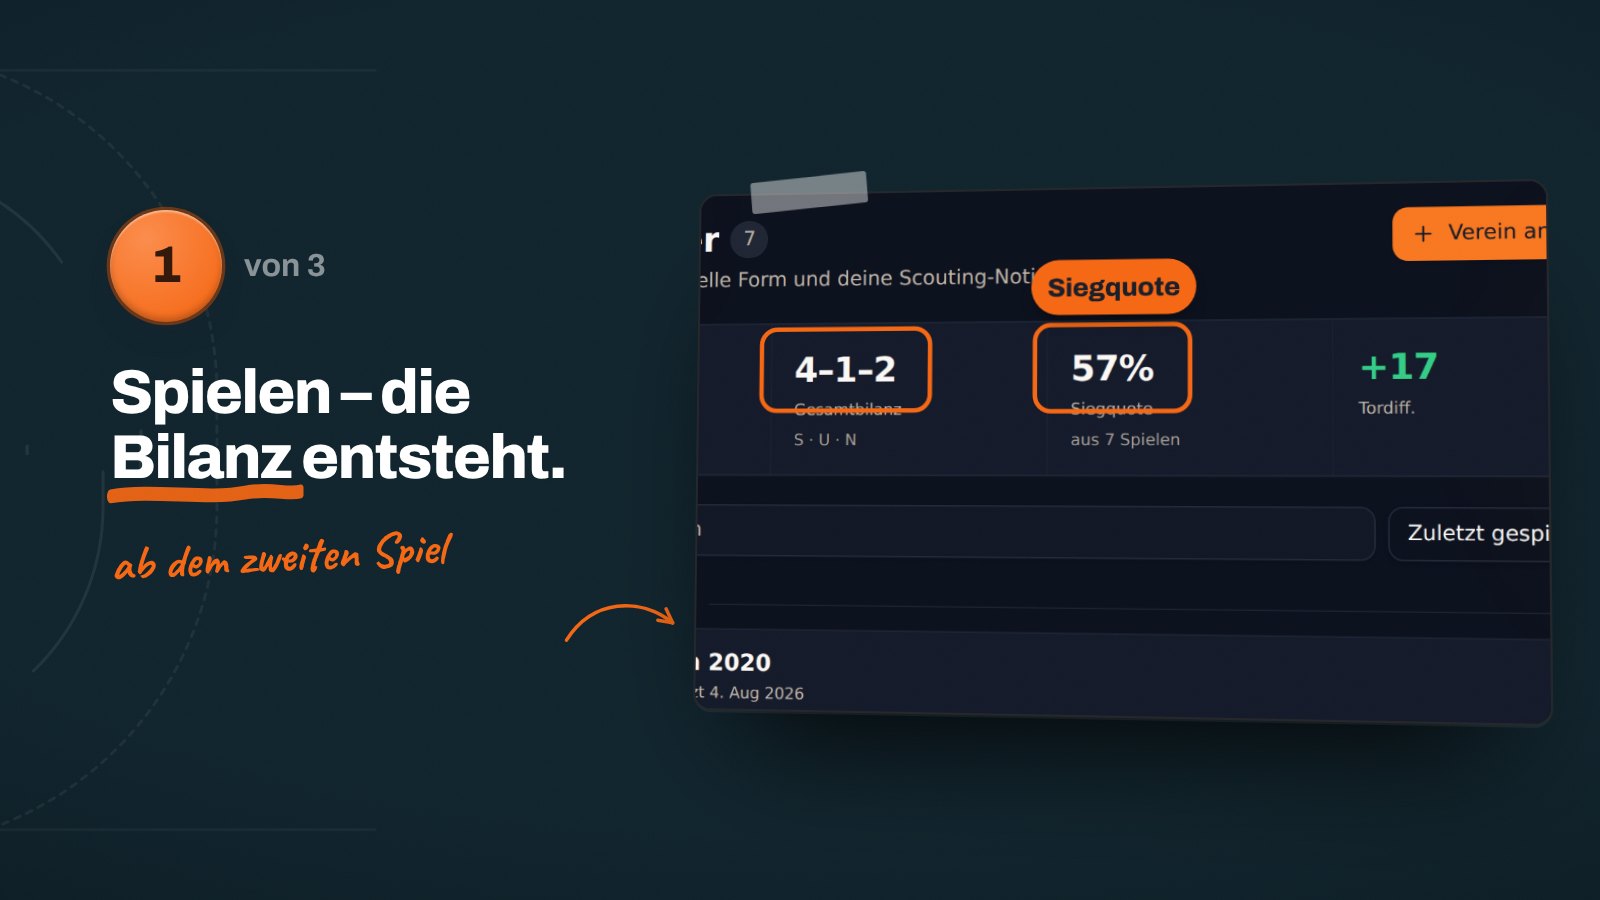 1
von 3
Spielen – die
Bilanz entsteht.
ab dem zweiten Spiel
r 7
+ Verein an
elle Form und deine Scouting-Noti
Siegquote
4–1–2
57%
+17
Gesamtbilanz
Siegquote
Tordiff.
S · U · N
aus 7 Spielen
Zuletzt gespi
2020
zt 4. Aug 2026